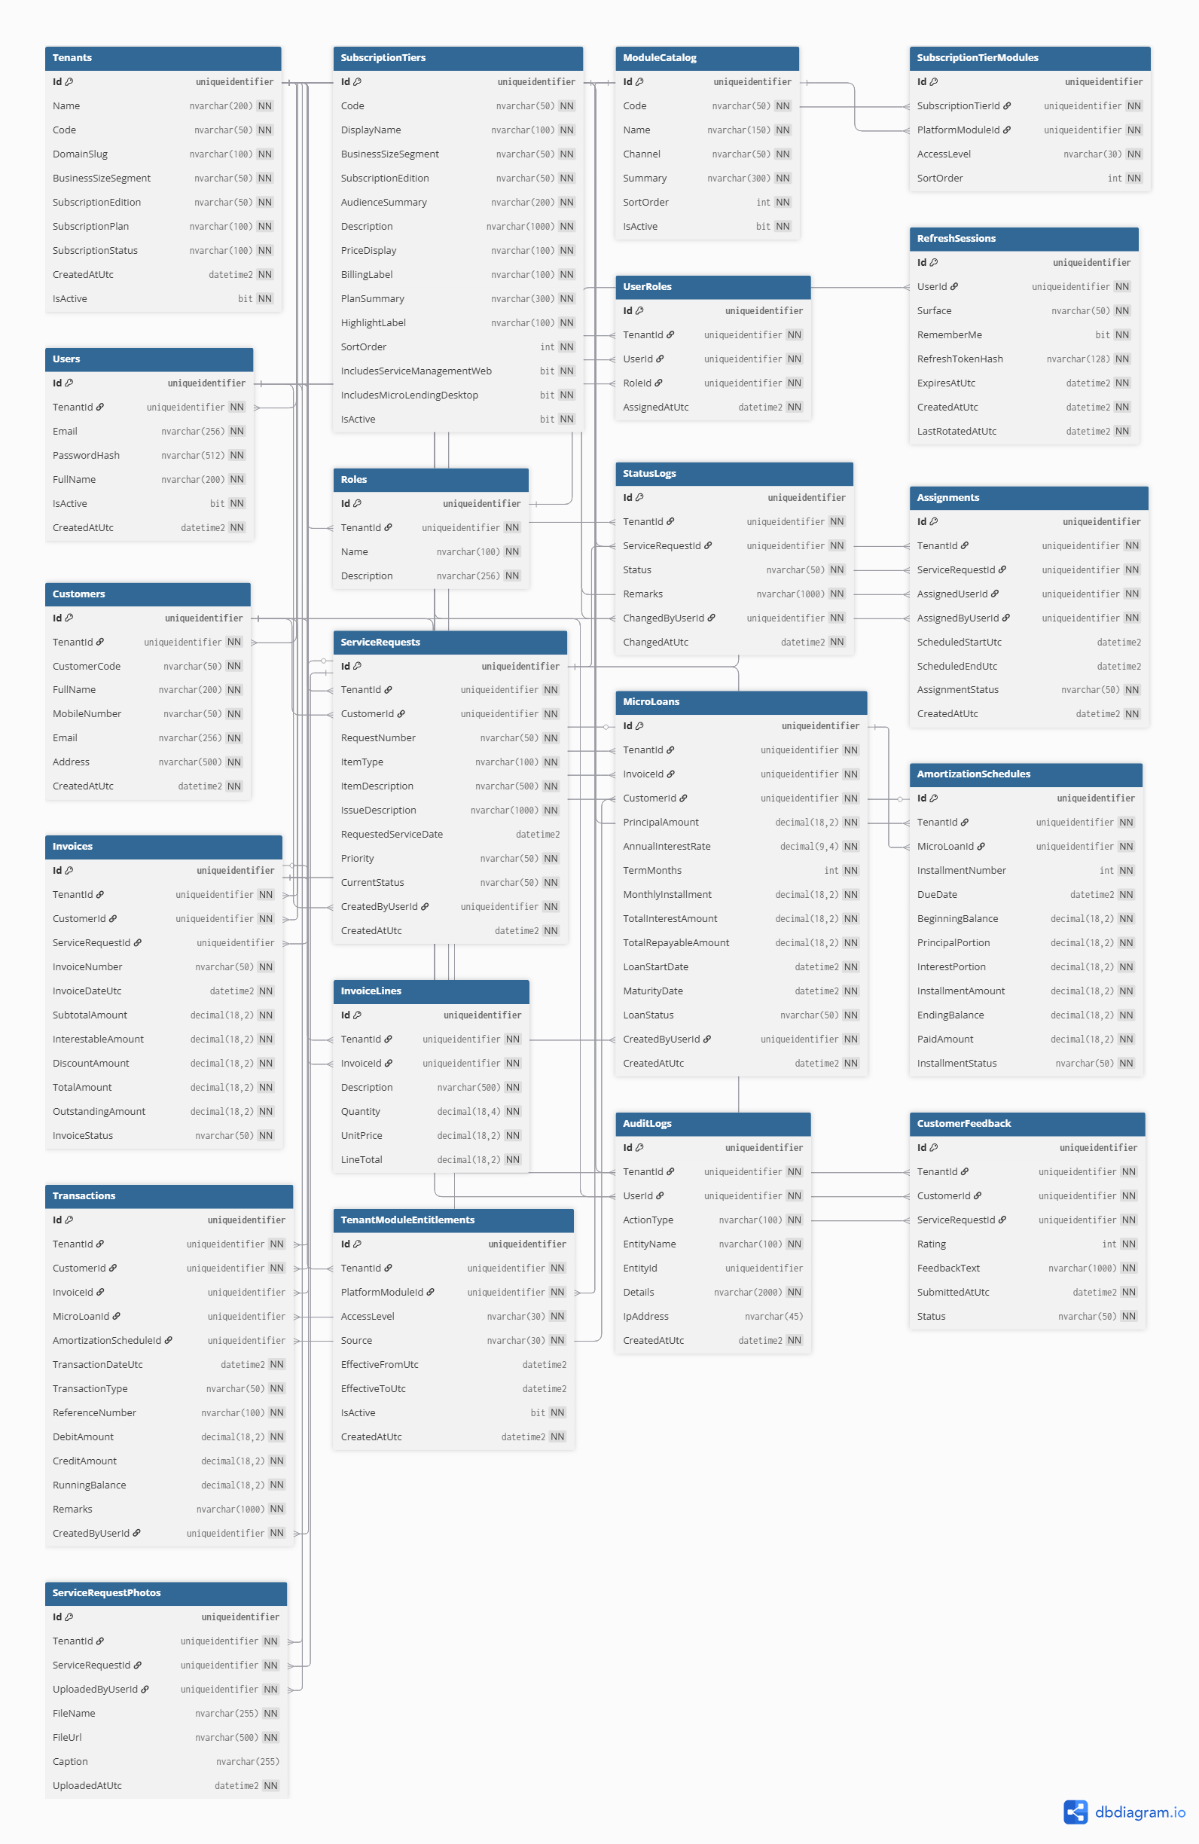 Tenants
Id uniqueidentifier
Name nvarchar(200) NN
Code nvarchar(50) NN
DomainSlug nvarchar(100) NN
BusinessSizeSegment nvarchar(50) NN
SubscriptionEdition nvarchar(50) NN
SubscriptionPlan nvarchar(100) NN
SubscriptionStatus nvarchar(100) NN
CreatedAtUtc datetime2 NN
IsActive bit NN
Users
Id uniqueidentifier
TenantId uniqueidentifier NN
Email nvarchar(256) NN
PasswordHash nvarchar(512) NN
FullName nvarchar(200) NN
IsActive bit NN
CreatedAtUtc datetime2 NN
Customers
Id uniqueidentifier
TenantId uniqueidentifier NN
CustomerCode nvarchar(50) NN
FullName nvarchar(200) NN
MobileNumber nvarchar(50) NN
Email nvarchar(256) NN
Address nvarchar(500) NN
CreatedAtUtc datetime2 NN
Invoices
Id uniqueidentifier
TenantId uniqueidentifier NN
CustomerId uniqueidentifier NN
ServiceRequestId uniqueidentifier
InvoiceNumber nvarchar(50) NN
InvoiceDateUtc datetime2 NN
SubtotalAmount decimal(18,2) NN
InterestableAmount decimal(18,2) NN
DiscountAmount decimal(18,2) NN
TotalAmount decimal(18,2) NN
OutstandingAmount decimal(18,2) NN
InvoiceStatus nvarchar(50) NN
Transactions
Id uniqueidentifier
TenantId uniqueidentifier NN
CustomerId uniqueidentifier NN
InvoiceId uniqueidentifier
MicroLoanId uniqueidentifier
AmortizationScheduleId uniqueidentifier
TransactionDateUtc datetime2 NN
TransactionType nvarchar(50) NN
ReferenceNumber nvarchar(100) NN
DebitAmount decimal(18,2) NN
CreditAmount decimal(18,2) NN
RunningBalance decimal(18,2) NN
Remarks nvarchar(1000) NN
CreatedByUserId uniqueidentifier NN
ServiceRequestPhotos
Id uniqueidentifier
TenantId uniqueidentifier NN
ServiceRequestId uniqueidentifier NN
UploadedByUserId uniqueidentifier NN
FileName nvarchar(255) NN
FileUrl nvarchar(500) NN
Caption nvarchar(255)
UploadedAtUtc datetime2 NN
SubscriptionTiers
Id uniqueidentifier
Code nvarchar(50) NN
DisplayName nvarchar(100) NN
BusinessSizeSegment nvarchar(50) NN
SubscriptionEdition nvarchar(50) NN
AudienceSummary nvarchar(200) NN
Description nvarchar(1000) NN
PriceDisplay nvarchar(100) NN
BillingLabel nvarchar(100) NN
PlanSummary nvarchar(300) NN
HighlightLabel nvarchar(100) NN
SortOrder int NN
IncludesServiceManagementWeb bit NN
IncludesMicroLendingDesktop bit NN
IsActive bit NN
Roles
Id uniqueidentifier
TenantId uniqueidentifier NN
Name nvarchar(100) NN
Description nvarchar(256) NN
ServiceRequests
Id uniqueidentifier
TenantId uniqueidentifier NN
CustomerId uniqueidentifier NN
RequestNumber nvarchar(50) NN
ItemType nvarchar(100) NN
ItemDescription nvarchar(500) NN
IssueDescription nvarchar(1000) NN
RequestedServiceDate datetime2
Priority nvarchar(50) NN
CurrentStatus nvarchar(50) NN
CreatedByUserId uniqueidentifier NN
CreatedAtUtc datetime2 NN
InvoiceLines
Id uniqueidentifier
TenantId uniqueidentifier NN
InvoiceId uniqueidentifier NN
Description nvarchar(500) NN
Quantity decimal(18,4) NN
UnitPrice decimal(18,2) NN
LineTotal decimal(18,2) NN
TenantModuleEntitlements
Id uniqueidentifier
TenantId uniqueidentifier NN
PlatformModuleId uniqueidentifier NN
AccessLevel nvarchar(30) NN
Source nvarchar(30) NN
EffectiveFromUtc datetime2
EffectiveToUtc datetime2
IsActive bit NN
CreatedAtUtc datetime2 NN
ModuleCatalog
Id uniqueidentifier
Code nvarchar(50) NN
Name nvarchar(150) NN
Channel nvarchar(50) NN
Summary nvarchar(300) NN
SortOrder int NN
IsActive bit NN
UserRoles
Id uniqueidentifier
TenantId uniqueidentifier NN
UserId uniqueidentifier NN
RoleId uniqueidentifier NN
AssignedAtUtc datetime2 NN
StatusLogs
Id uniqueidentifier
TenantId uniqueidentifier NN
ServiceRequestId uniqueidentifier NN
Status nvarchar(50) NN
Remarks nvarchar(1000) NN
ChangedByUserId uniqueidentifier NN
ChangedAtUtc datetime2 NN
MicroLoans
Id uniqueidentifier
TenantId uniqueidentifier NN
InvoiceId uniqueidentifier NN
CustomerId uniqueidentifier NN
PrincipalAmount decimal(18,2) NN
AnnualInterestRate decimal(9,4) NN
TermMonths int NN
MonthlyInstallment decimal(18,2) NN
TotalInterestAmount decimal(18,2) NN
TotalRepayableAmount decimal(18,2) NN
LoanStartDate datetime2 NN
MaturityDate datetime2 NN
LoanStatus nvarchar(50) NN
CreatedByUserId uniqueidentifier NN
CreatedAtUtc datetime2 NN
AuditLogs
Id uniqueidentifier
TenantId uniqueidentifier NN
UserId uniqueidentifier NN
ActionType nvarchar(100) NN
EntityName nvarchar(100) NN
EntityId uniqueidentifier
Details nvarchar(2000) NN
IpAddress nvarchar(45)
CreatedAtUtc datetime2 NN
SubscriptionTierModules
Id uniqueidentifier
SubscriptionTierId uniqueidentifier NN
PlatformModuleId uniqueidentifier NN
AccessLevel nvarchar(30) NN
SortOrder int NN
RefreshSessions
Id uniqueidentifier
UserId uniqueidentifier NN
Surface nvarchar(50) NN
RememberMe bit NN
RefreshTokenHash nvarchar(128) NN
ExpiresAtUtc datetime2 NN
CreatedAtUtc datetime2 NN
LastRotatedAtUtc datetime2 NN
Assignments
Id uniqueidentifier
TenantId uniqueidentifier NN
ServiceRequestId uniqueidentifier NN
AssignedUserId uniqueidentifier NN
AssignedByUserId uniqueidentifier NN
ScheduledStartUtc datetime2
ScheduledEndUtc datetime2
AssignmentStatus nvarchar(50) NN
CreatedAtUtc datetime2 NN
AmortizationSchedules
Id uniqueidentifier
TenantId uniqueidentifier NN
MicroLoanId uniqueidentifier NN
InstallmentNumber int NN
DueDate datetime2 NN
BeginningBalance decimal(18,2) NN
PrincipalPortion decimal(18,2) NN
InterestPortion decimal(18,2) NN
InstallmentAmount decimal(18,2) NN
EndingBalance decimal(18,2) NN
PaidAmount decimal(18,2) NN
InstallmentStatus nvarchar(50) NN
CustomerFeedback
Id uniqueidentifier
TenantId uniqueidentifier NN
CustomerId uniqueidentifier NN
ServiceRequestId uniqueidentifier NN
Rating int NN
FeedbackText nvarchar(1000) NN
SubmittedAtUtc datetime2 NN
Status nvarchar(50) NN
dbdiagram.io